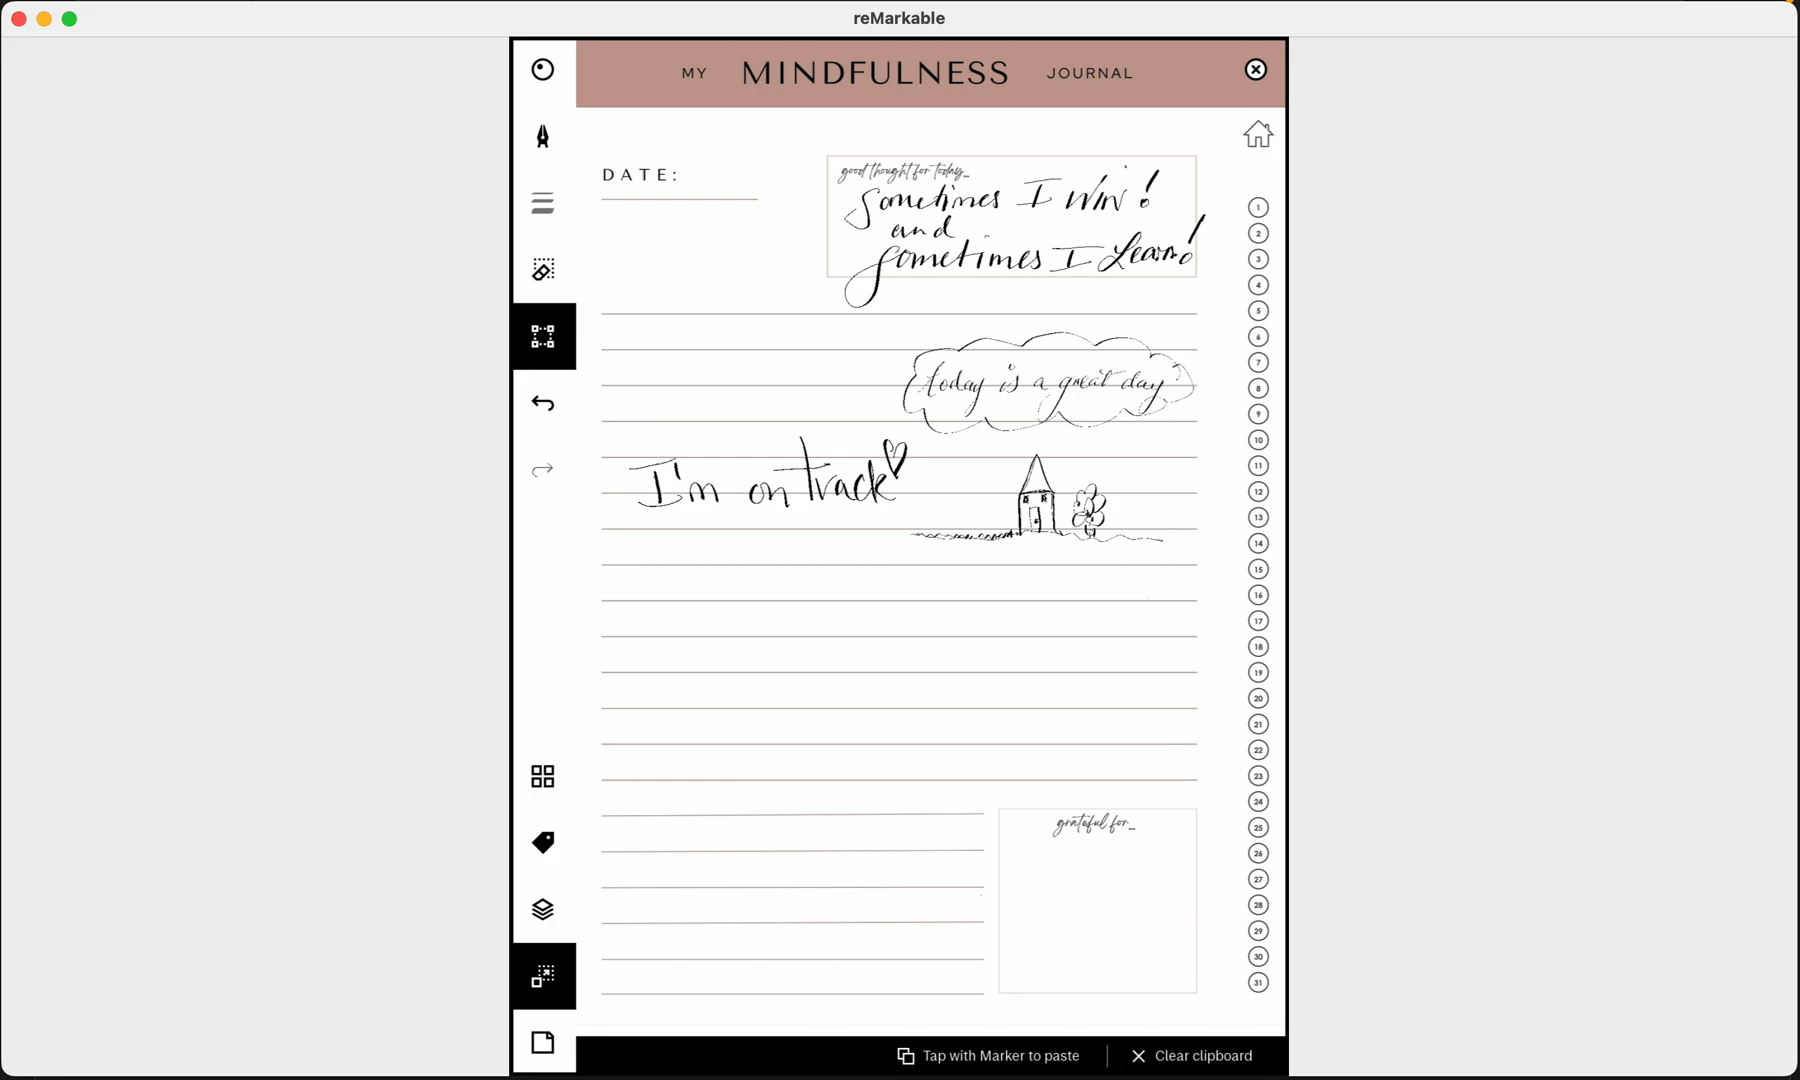 reMarkable
MY MINDFULNESS JOURNAL
DATE:
good thought for today...
Sometimes I Win!
and
Sometimes I Learn!
today is a great day
I'm on track
1
2
3
4
5
6
7
8
9
10
11
12
13
14
15
16
17
18
19
20
21
22
23
24
25
26
27
28
29
30
31
grateful for...
Tap with Marker to paste
Clear clipboard